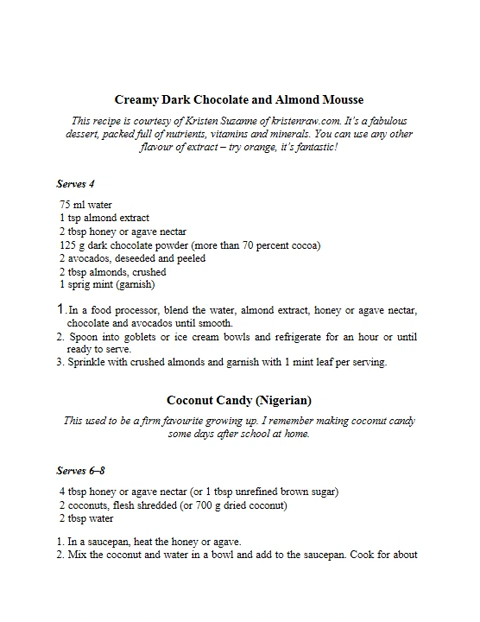 Creamy Dark Chocolate and Almond Mousse
This recipe is courtesy of Kristen Suzanne of kristenraw.com. It's a fabulous
dessert, packed full of nutrients, vitamins and minerals. You can use any other
flavour of extract – try orange, it's fantastic!
Serves 4
75 ml water
1 tsp almond extract
2 tbsp honey or agave nectar
125 g dark chocolate powder (more than 70 percent cocoa)
2 avocados, deseeded and peeled
2 tbsp almonds, crushed
1 sprig mint (garnish)
1. In a food processor, blend the water, almond extract, honey or agave nectar,
chocolate and avocados until smooth.
2. Spoon into goblets or ice cream bowls and refrigerate for an hour or until
ready to serve.
3. Sprinkle with crushed almonds and garnish with 1 mint leaf per serving.
Coconut Candy (Nigerian)
This used to be a firm favourite growing up. I remember making coconut candy
some days after school at home.
Serves 6–8
4 tbsp honey or agave nectar (or 1 tbsp unrefined brown sugar)
2 coconuts, flesh shredded (or 700 g dried coconut)
2 tbsp water
1. In a saucepan, heat the honey or agave.
2. Mix the coconut and water in a bowl and add to the saucepan. Cook for about